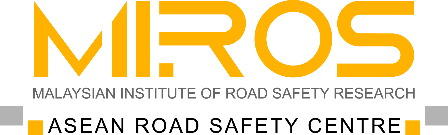 MIROS
MALAYSIAN INSTITUTE OF ROAD SAFETY RESEARCH
ASEAN ROAD SAFETY CENTRE